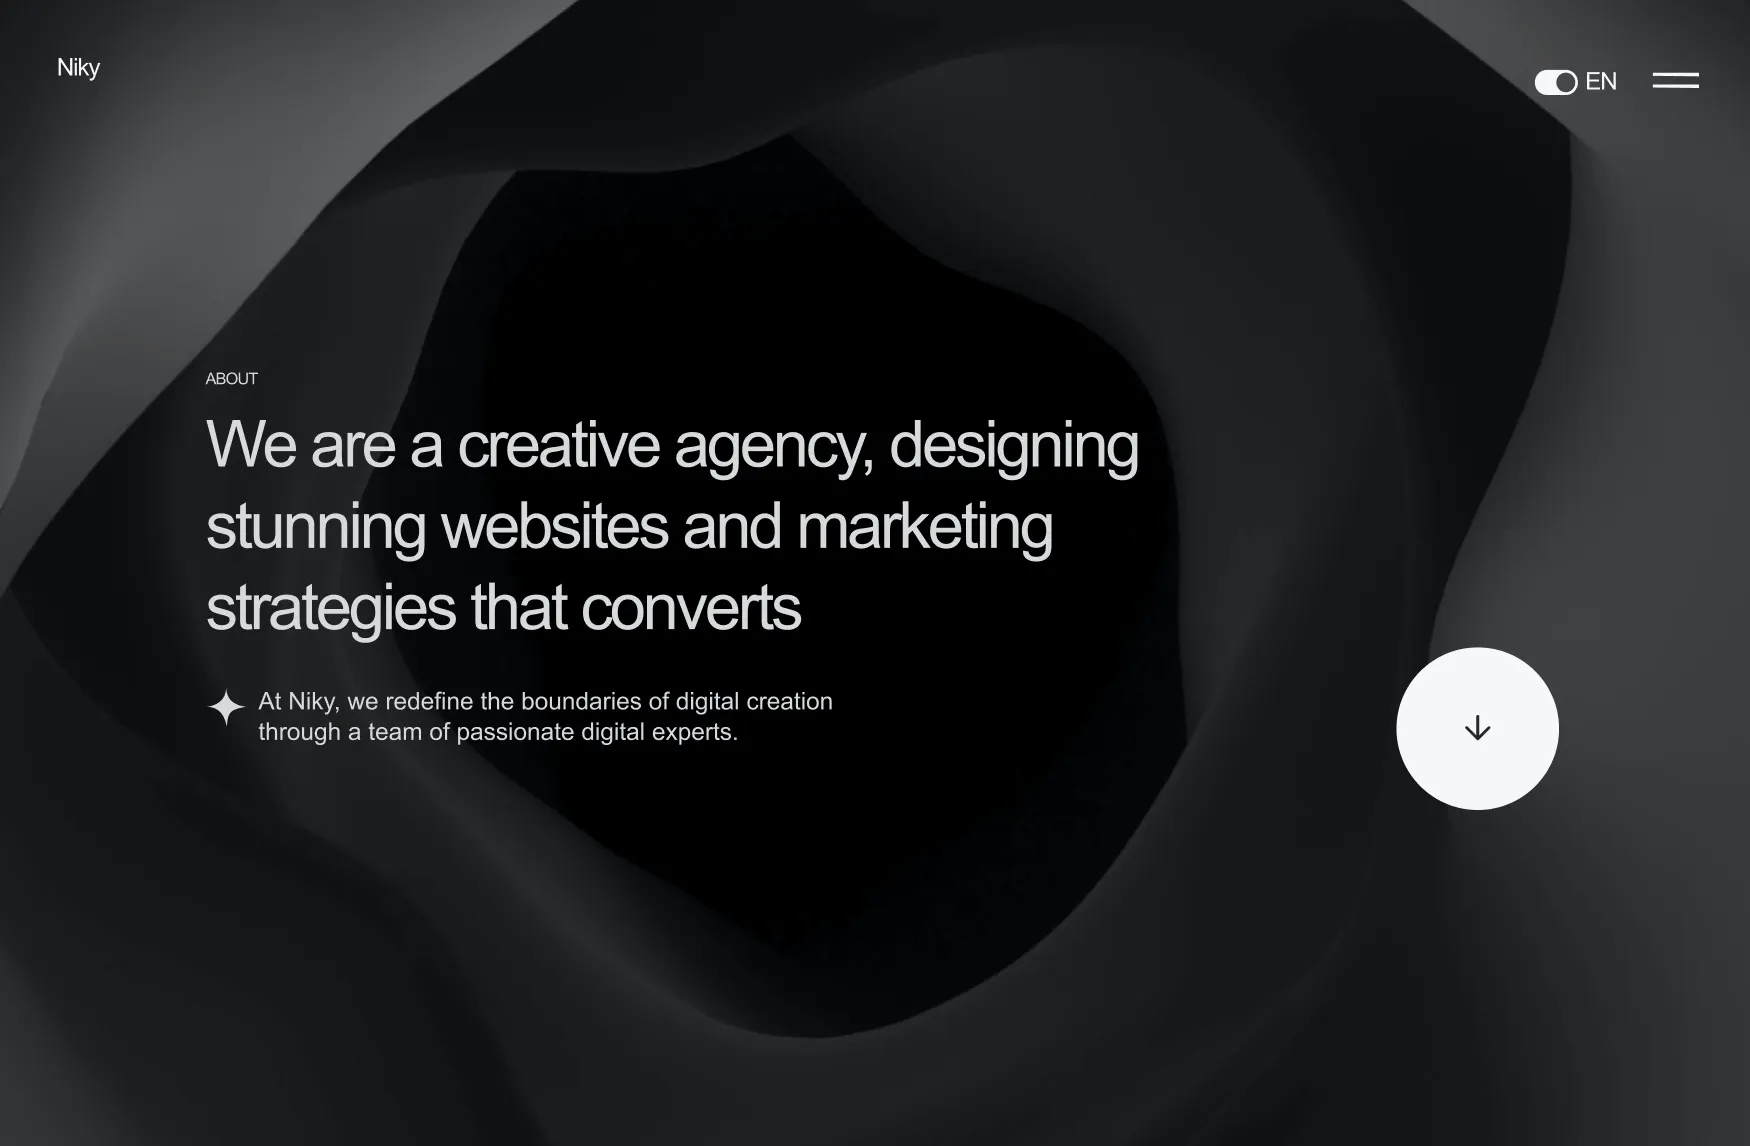 Niky
EN
ABOUT
We are a creative agency, designing
stunning websites and marketing
strategies that converts
At Niky, we redefine the boundaries of digital creation
through a team of passionate digital experts.